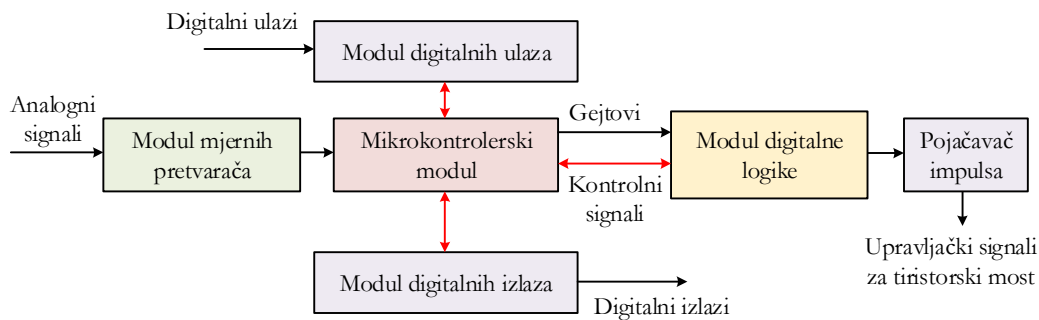 Digitalni ulazi
Modul digitalnih ulaza
Analogni
signali
Modul mjernih
pretvarača
Mikrokontrolerski
modul
Gejtovi
Kontrolni
signali
Modul digitalne
logike
Pojačavač
impulsa
Upravljački signali
za tiristorski most
Modul digitalnih izlaza
Digitalni izlazi